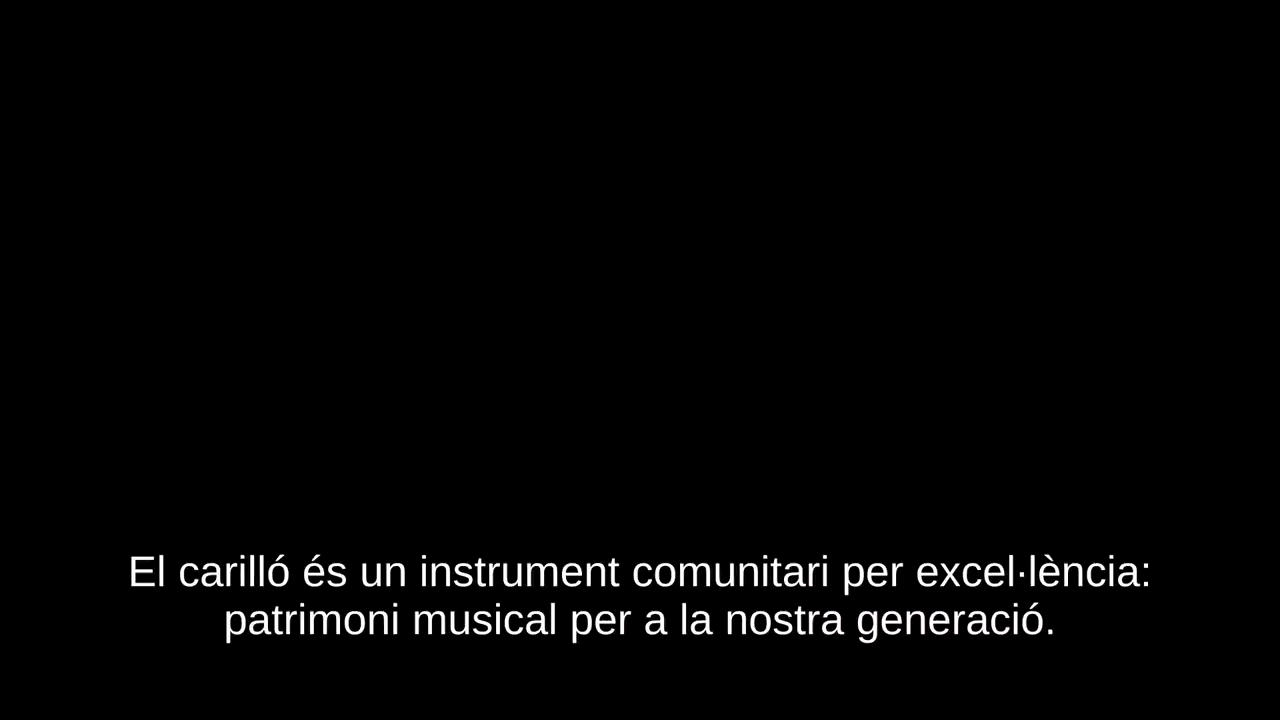 El carilló és un instrument comunitari per excel·lència:
patrimoni musical per a la nostra generació.